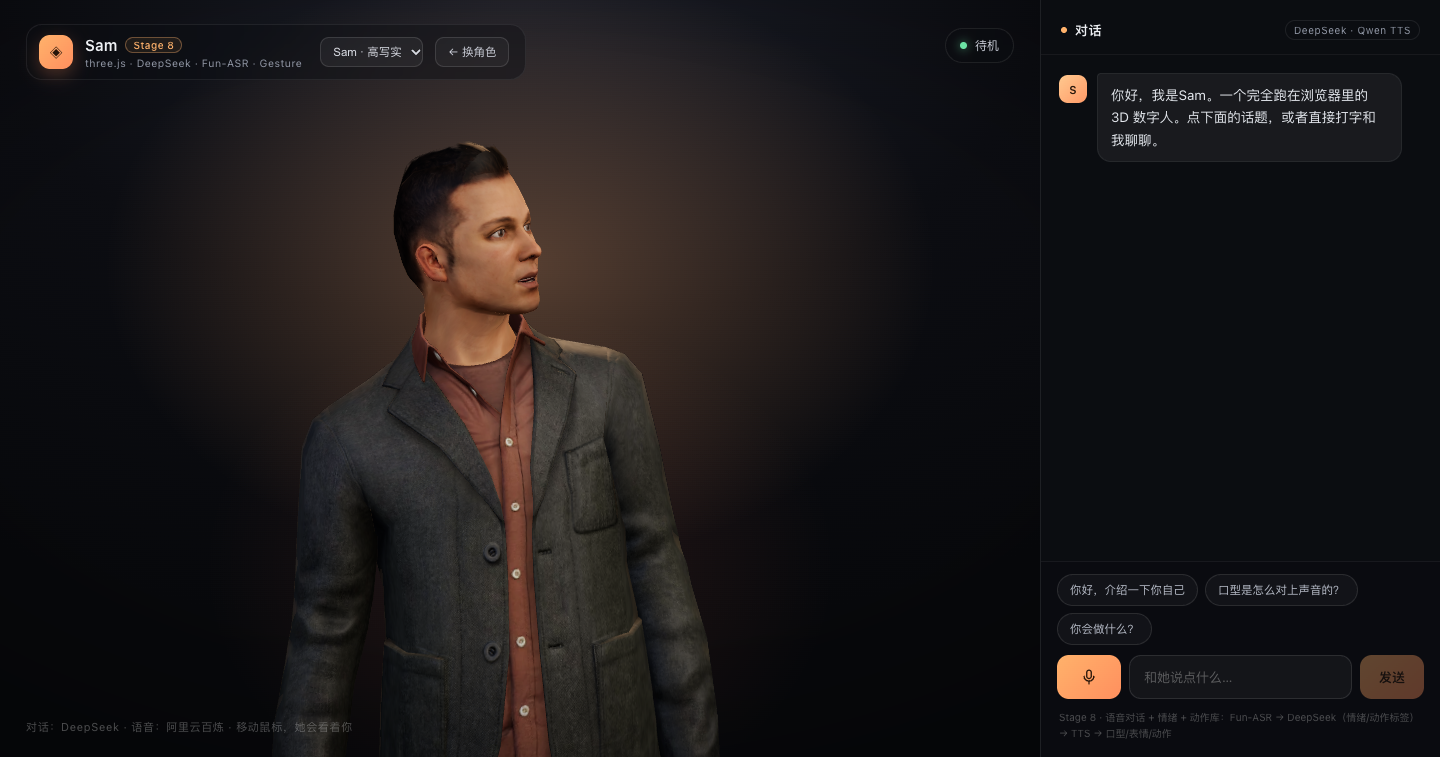 Sam Stage 8
three.js · DeepSeek · Fun-ASR · Gesture
Sam · 高写实
← 换角色
待机
对话
DeepSeek · Qwen TTS
S
你好，我是Sam。一个完全跑在浏览器里的
3D 数字人。点下面的话题，或者直接打字和
我聊聊。
你好，介绍一下你自己
口型是怎么对上声音的？
你会做什么？
和她说点什么...
发送
Stage 8 · 语音对话 + 情绪 + 动作库：Fun-ASR → DeepSeek（情绪/动作标签）
→ TTS → 口型/表情/动作
对话：DeepSeek · 语音：阿里云百炼 · 移动鼠标，她会看着你